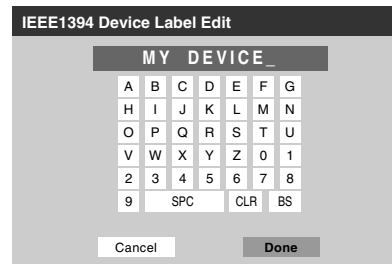 IEEE1394 Device Label Edit
MY DEVICE_
A B C D E F G
H I J K L M N
O P Q R S T U
V W X Y Z 0 1
2 3 4 5 6 7 8
9 SPC CLR BS
Cancel Done